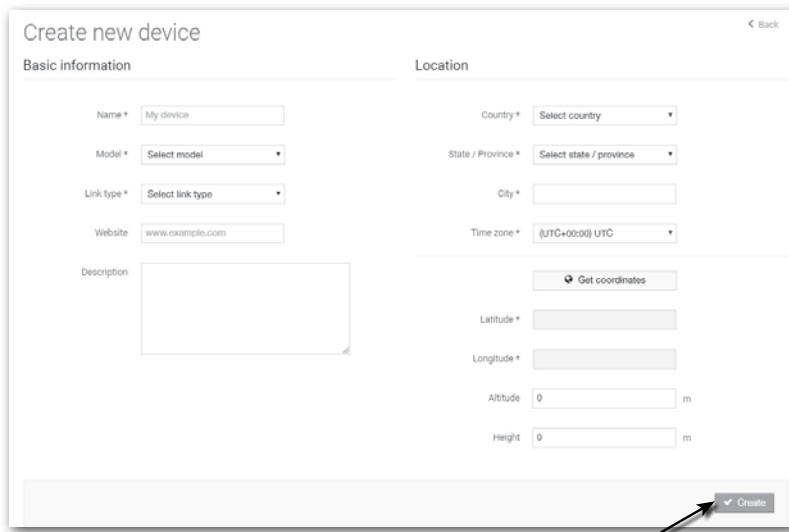 Create new device
Back
Basic information
Name *
My device
Model *
Select model
Link type *
Select link type
Website
www.example.com
Description
Location
Country *
Select country
State / Province *
Select state / province
City *
Time zone *
(UTC+00:00) UTC
Get coordinates
Latitude *
Longitude *
Altitude
0
m
Height
0
m
Create